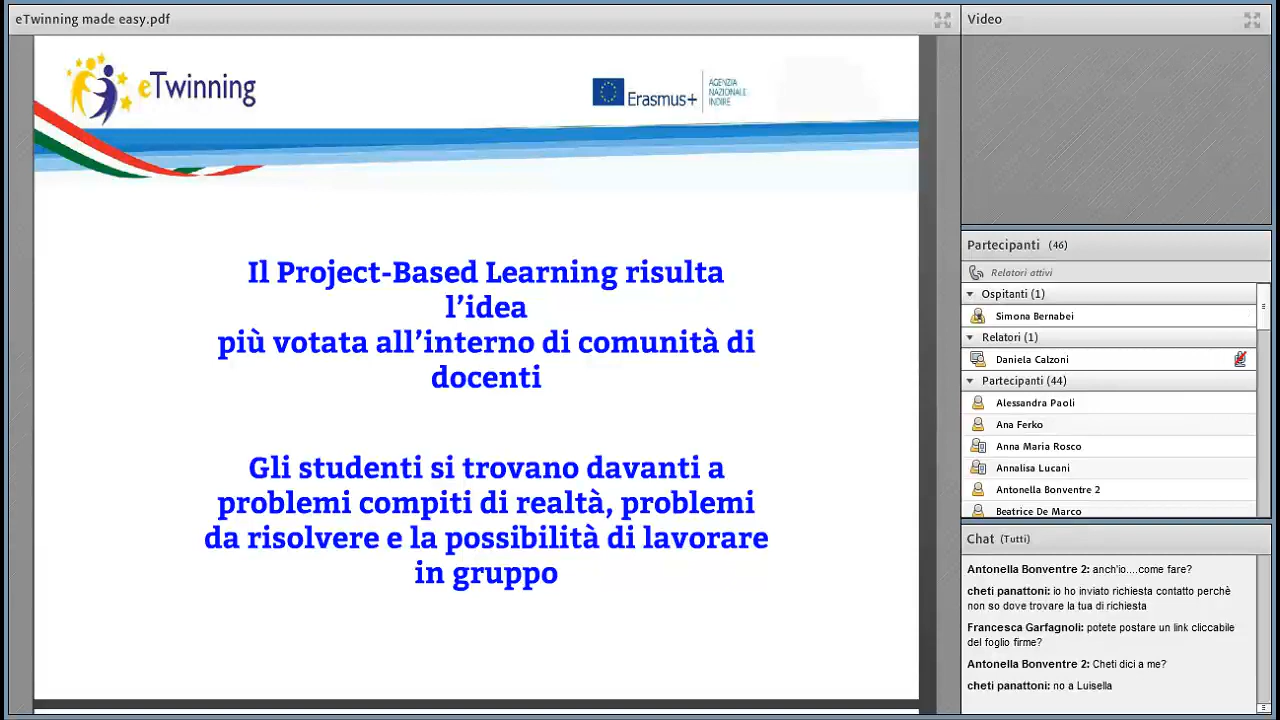 eTwinning made easy.pdf
eTwinning
Erasmus+
AGENZIA
NAZIONALE
INDIRE
Il Project-Based Learning risulta
l’idea
più votata all’interno di comunità di
docenti
Gli studenti si trovano davanti a
problemi compiti di realtà, problemi
da risolvere e la possibilità di lavorare
in gruppo
Video
Partecipanti (46)
Relatori attivi
Ospitanti (1)
Simona Bernabei
Relatori (1)
Daniela Calzoni
Partecipanti (44)
Alessandra Paoli
Ana Ferko
Anna Maria Rosco
Annalisa Lucani
Antonella Bonventre 2
Beatrice De Marco
Chat (Tutti)
Antonella Bonventre 2: anch'io....come fare?
cheti panattoni: io ho inviato richiesta contatto perchè
non so dove trovare la tua di richiesta
Francesca Garfagnoli: potete postare un link cliccabile
del foglio firme?
Antonella Bonventre 2: Cheti dici a me?
cheti panattoni: no a Luisella